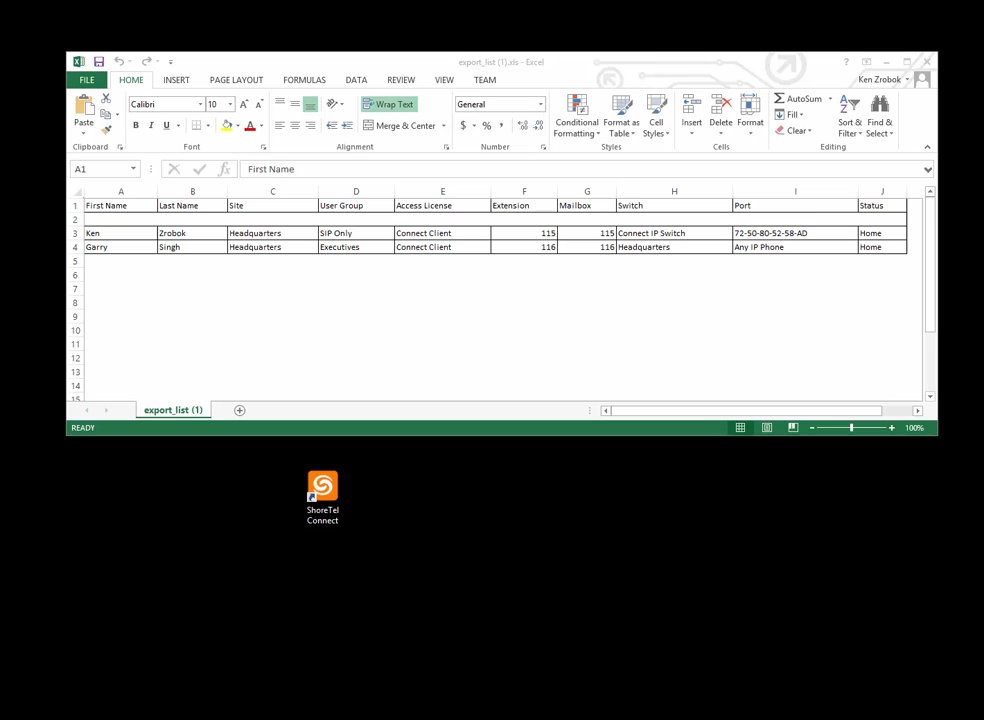 export_list (1).xls - Excel
FILE HOME INSERT PAGE LAYOUT FORMULAS DATA REVIEW VIEW TEAM Ken Zrobok
Paste Calibri 10 Wrap Text General Conditional Formatting Format as Table Cell Styles Insert Delete Format AutoSum Sort & Filter Find & Select
B I U Merge & Center $ % Fill
Clear
Clipboard Font Alignment Number Styles Cells Editing
A1 fx First Name
A B C D E F G H I J
1 First Name Last Name Site User Group Access License Extension Mailbox Switch Port Status
2
3 Ken Zrobok Headquarters SIP Only Connect Client 115 115 Connect IP Switch 72-50-80-52-58-AD Home
4 Garry Singh Headquarters Executives Connect Client 116 116 Headquarters Any IP Phone Home
5
6
7
8
9
10
11
12
13
14
15
export_list (1)
READY 100%
ShoreTel
Connect